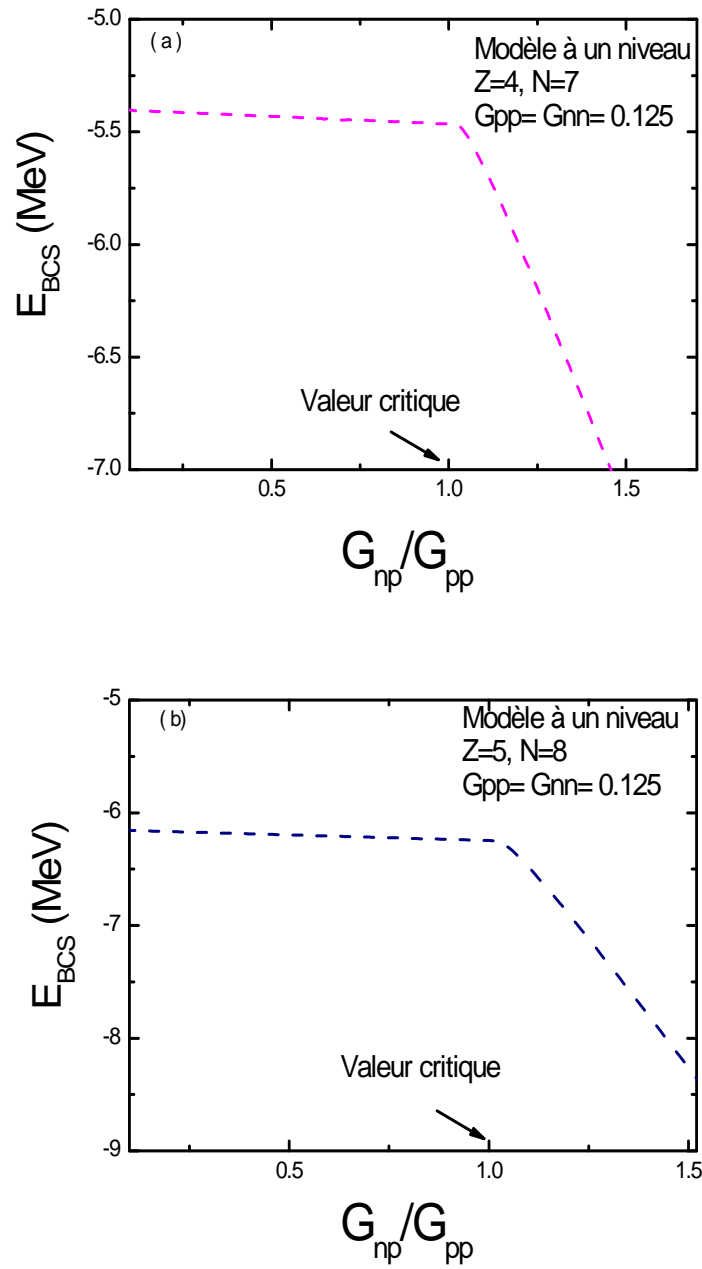 (a)
Modèle à un niveau
Z=4, N=7
Gpp= Gnn= 0.125
-5.0
-5.5
-6.0
-6.5
-7.0
E_BCS (MeV)
Valeur critique
0.5 1.0 1.5
G_np/G_pp
(b)
Modèle à un niveau
Z=5, N=8
Gpp= Gnn= 0.125
-5
-6
-7
-8
-9
E_BCS (MeV)
Valeur critique
0.5 1.0 1.5
G_np/G_pp